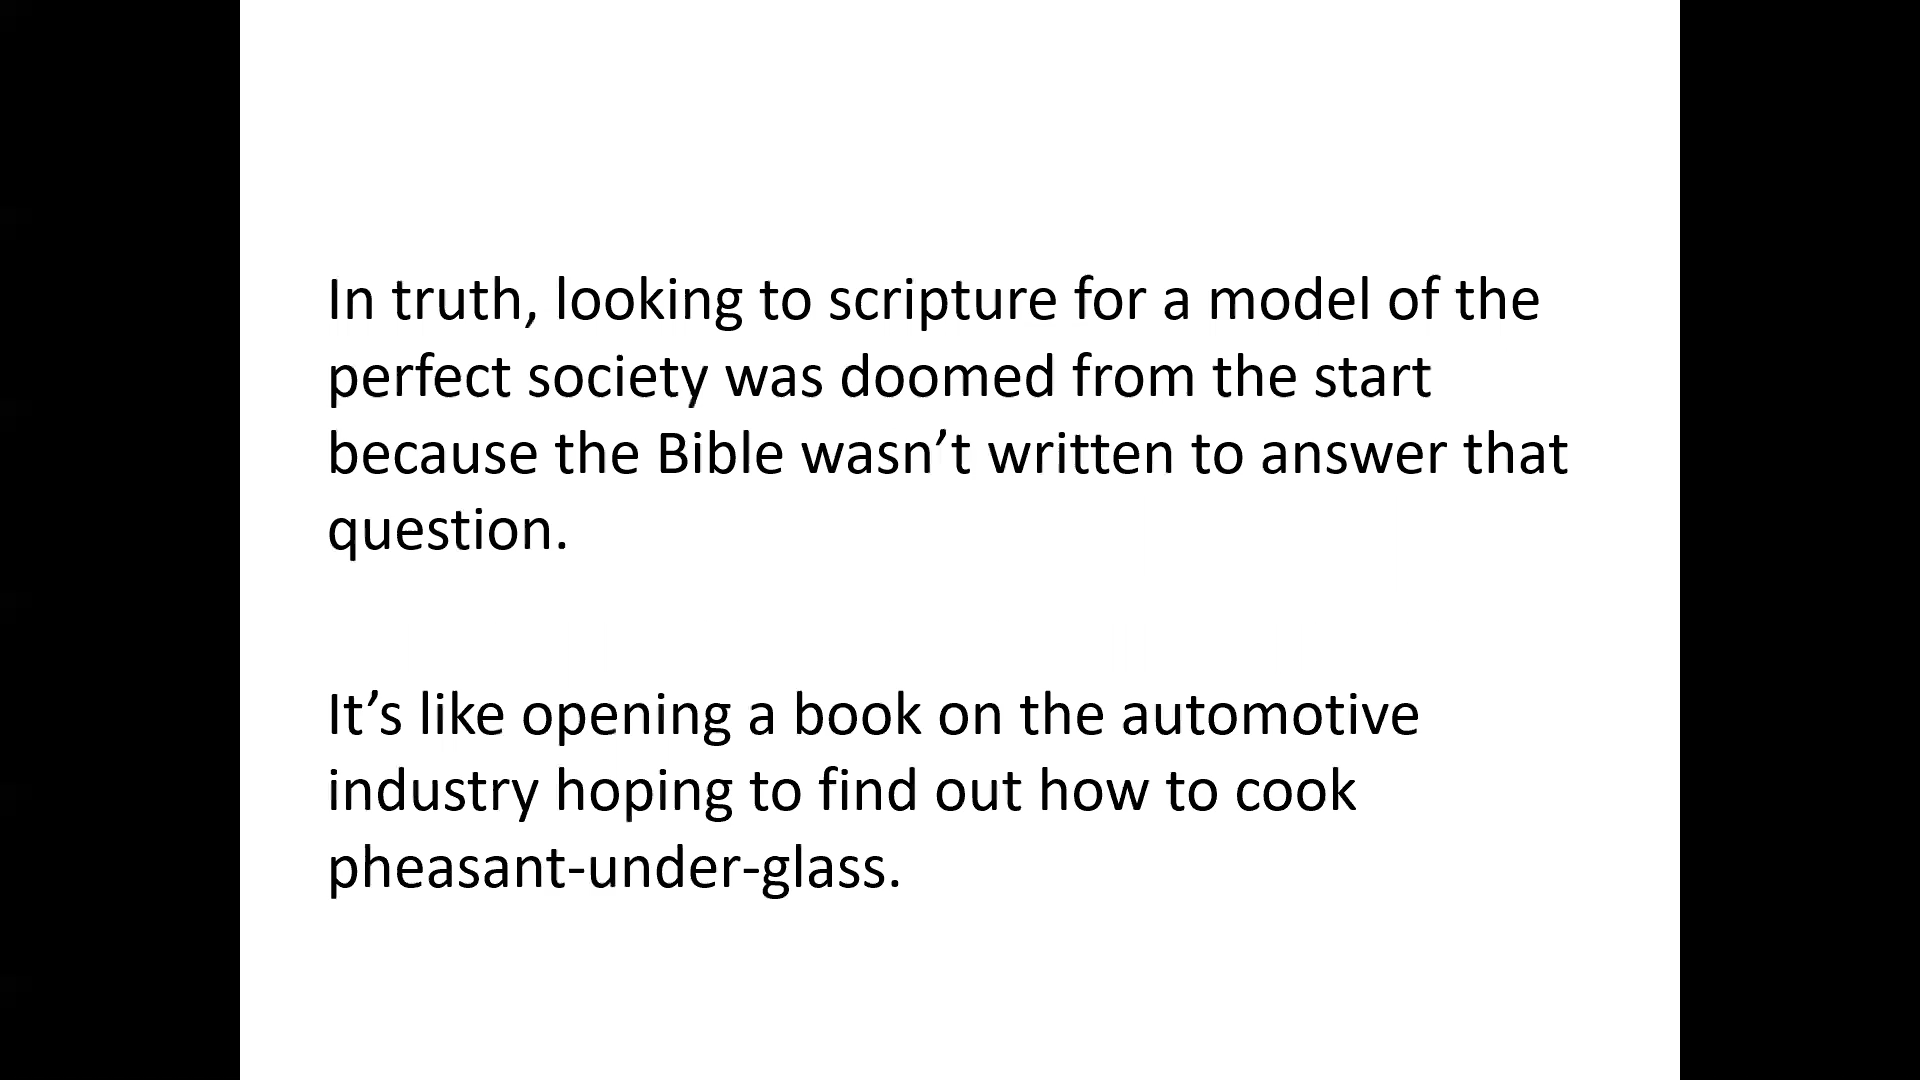 In truth, looking to scripture for a model of the
perfect society was doomed from the start
because the Bible wasn’t written to answer that
question.
It’s like opening a book on the automotive
industry hoping to find out how to cook
pheasant-under-glass.